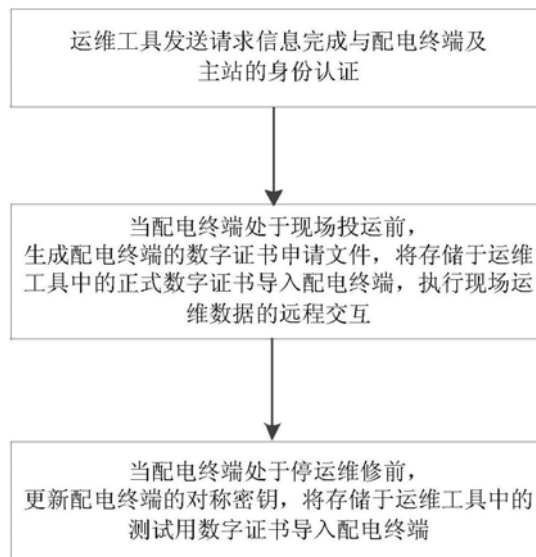 运维工具发送请求信息完成与配电终端及
主站的身份认证
当配电终端处于现场投运前，
生成配电终端的数字证书申请文件，将存储于运维
工具中的正式数字证书导入配电终端，执行现场运
维数据的远程交互
当配电终端处于停运维修前，
更新配电终端的对称密钥，将存储于运维工具中的
测试用数字证书导入配电终端